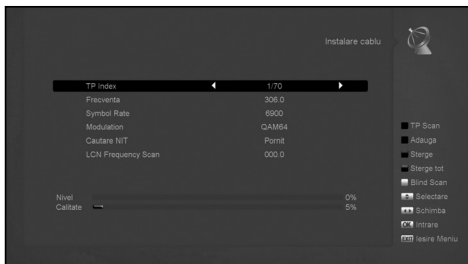 Instalare cablu
TP Index 1/70
Frecventa 306.0
Symbol Rate 6900
Modulation QAM64
Cautare NIT Pornit
LCN Frequency Scan 000.0
Nivel 0%
Calitate 5%
TP Scan
Adauga
Sterge
Sterge tot
Blind Scan
Selectare
Schimba
OK Intrare
EXIT Iesire Meniu